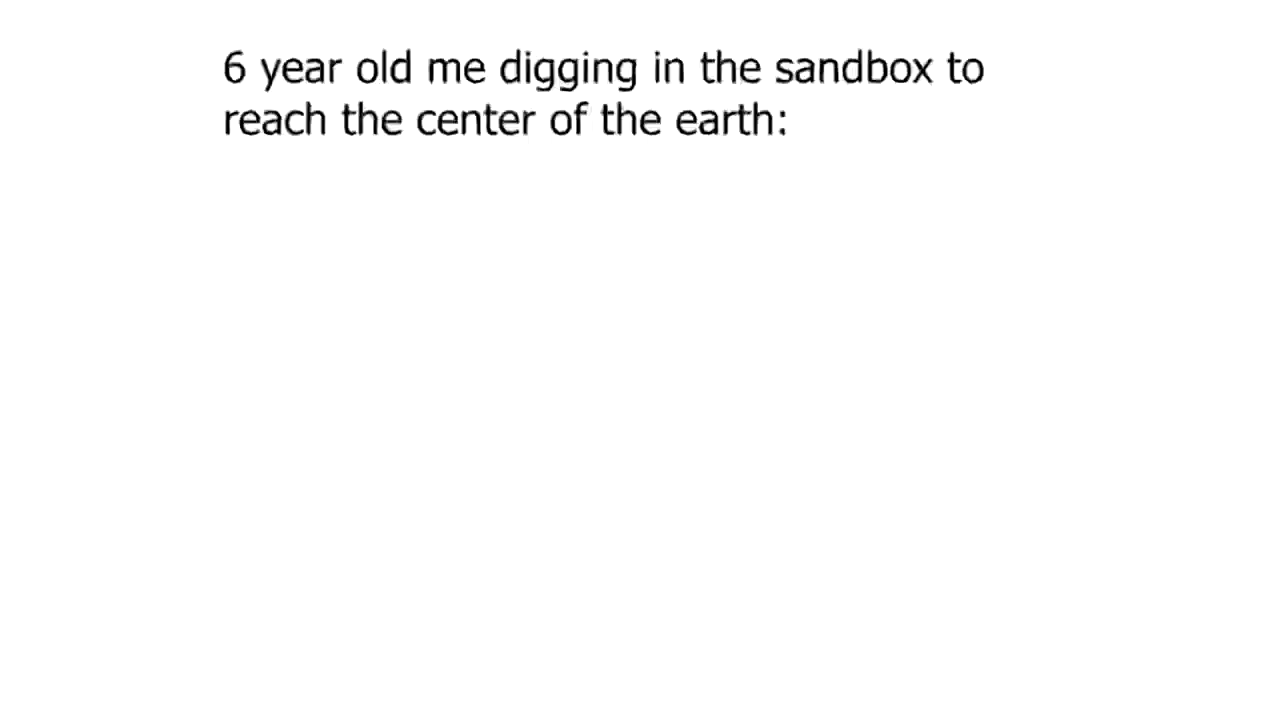 6 year old me digging in the sandbox to
reach the center of the earth: